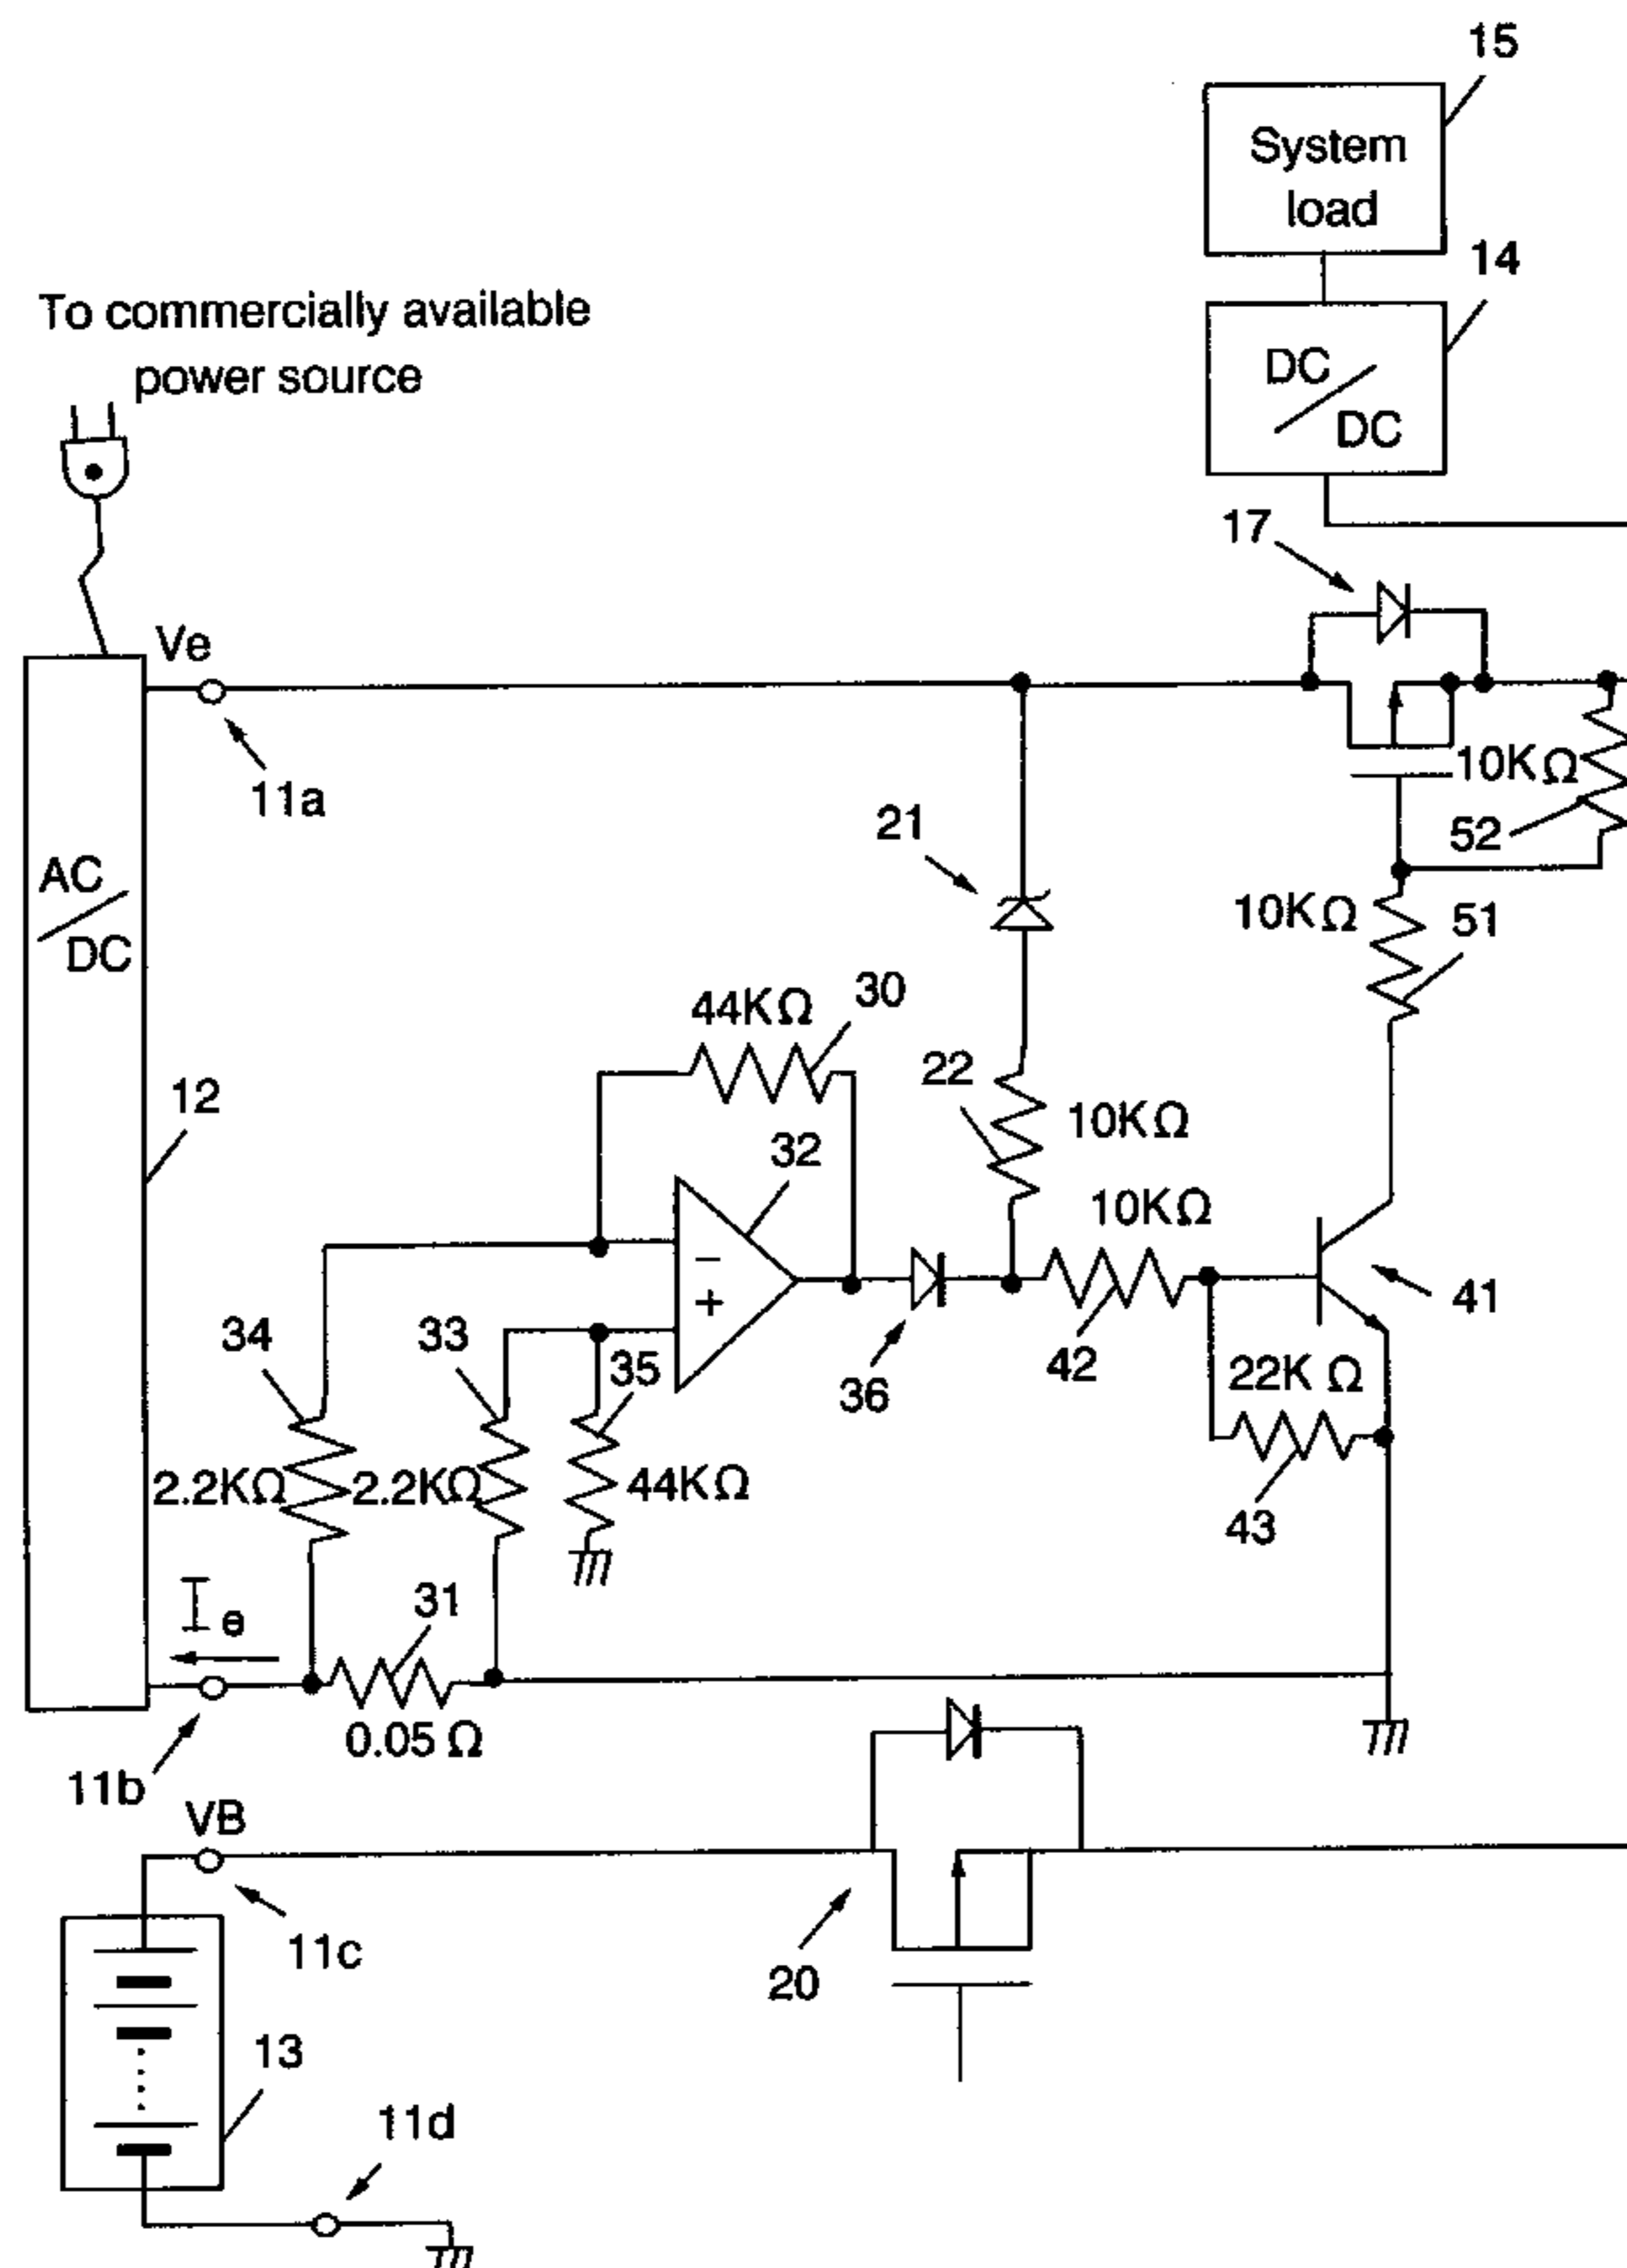 15
System
load
14
To commercially available
power source
DC
DC
17
Ve
11a
10KΩ
21
52
AC
DC
10KΩ
51
44KΩ
30
22
12
10KΩ
32
10KΩ
−
+
41
34
33
35
42
36
22KΩ
2.2KΩ
2.2KΩ
44KΩ
43
Ie
31
0.05Ω
11b
VB
11c
20
13
11d